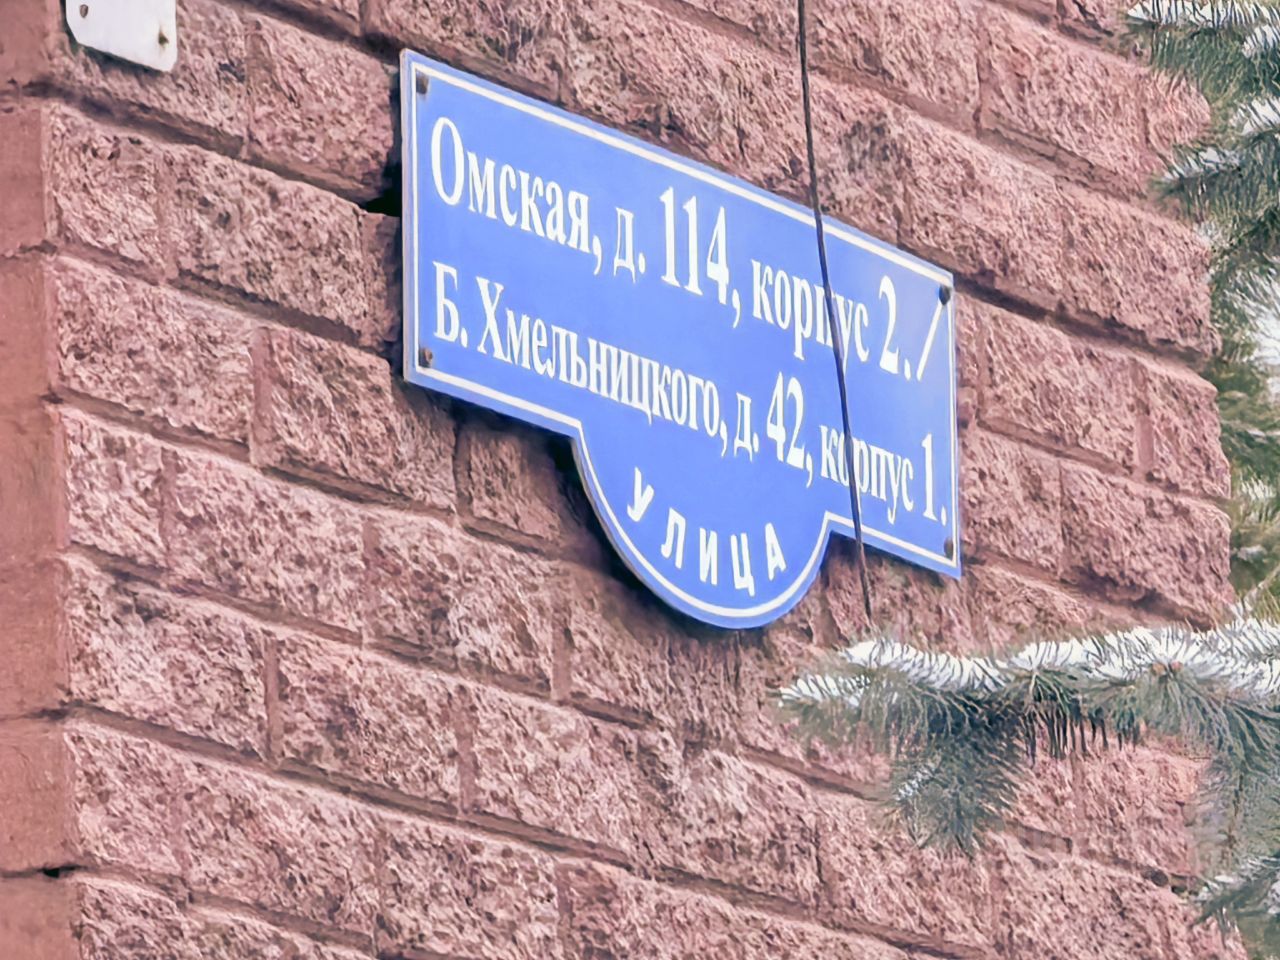 Омская, д. 114, корпус 2./
Б. Хмельницкого, д. 42, корпус 1.
УЛИЦА